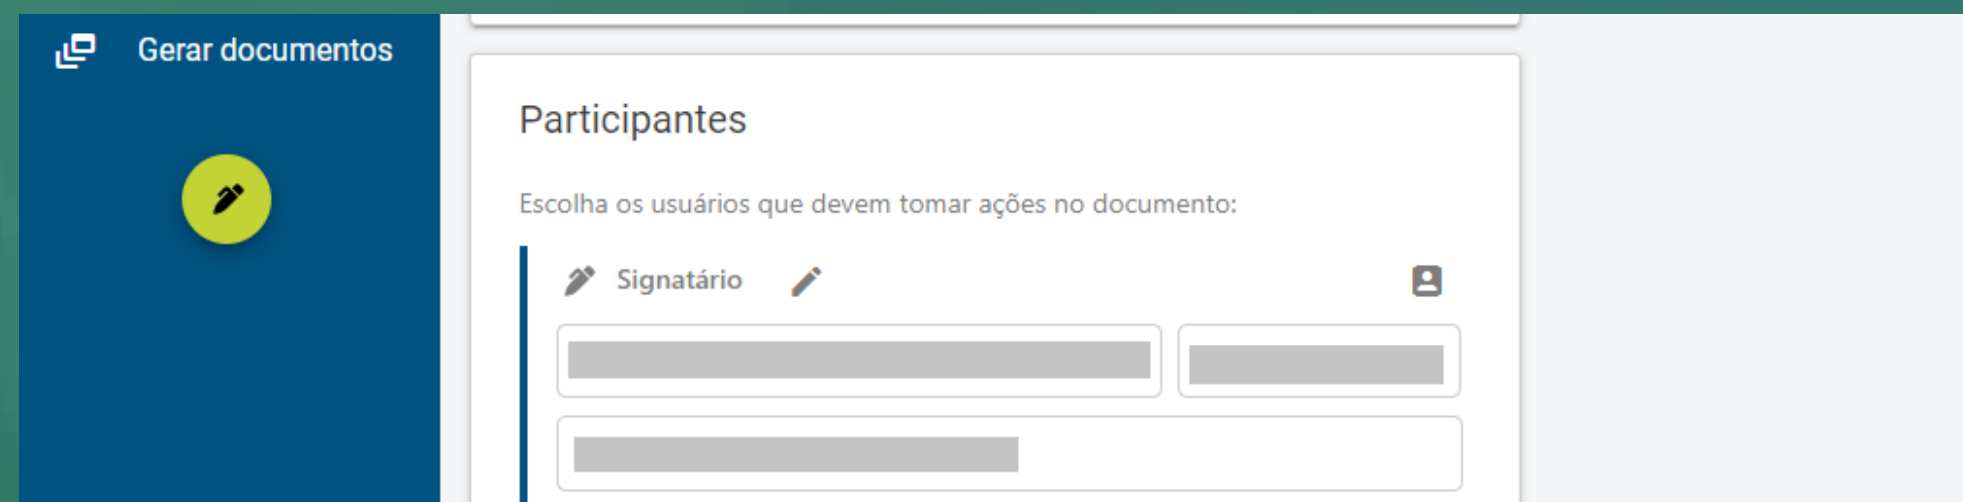 Gerar documentos
Participantes
Escolha os usuários que devem tomar ações no documento:
Signatário